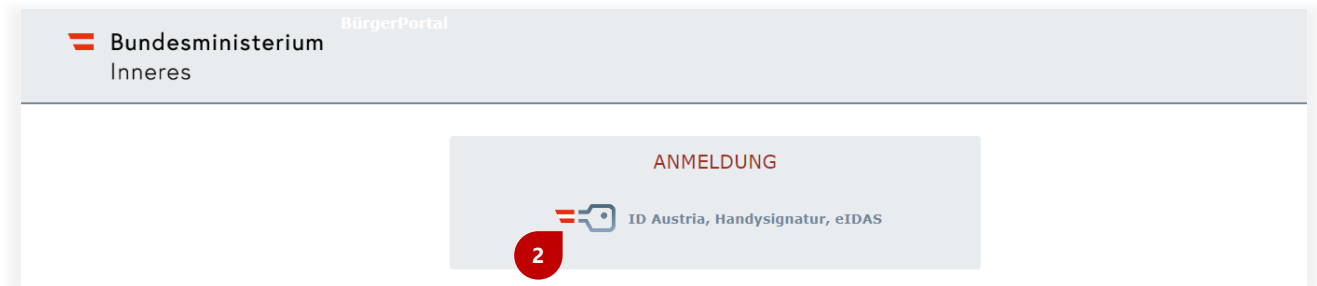 BürgerPortal
Bundesministerium
Inneres
ANMELDUNG
ID Austria, Handysignatur, eIDAS
2